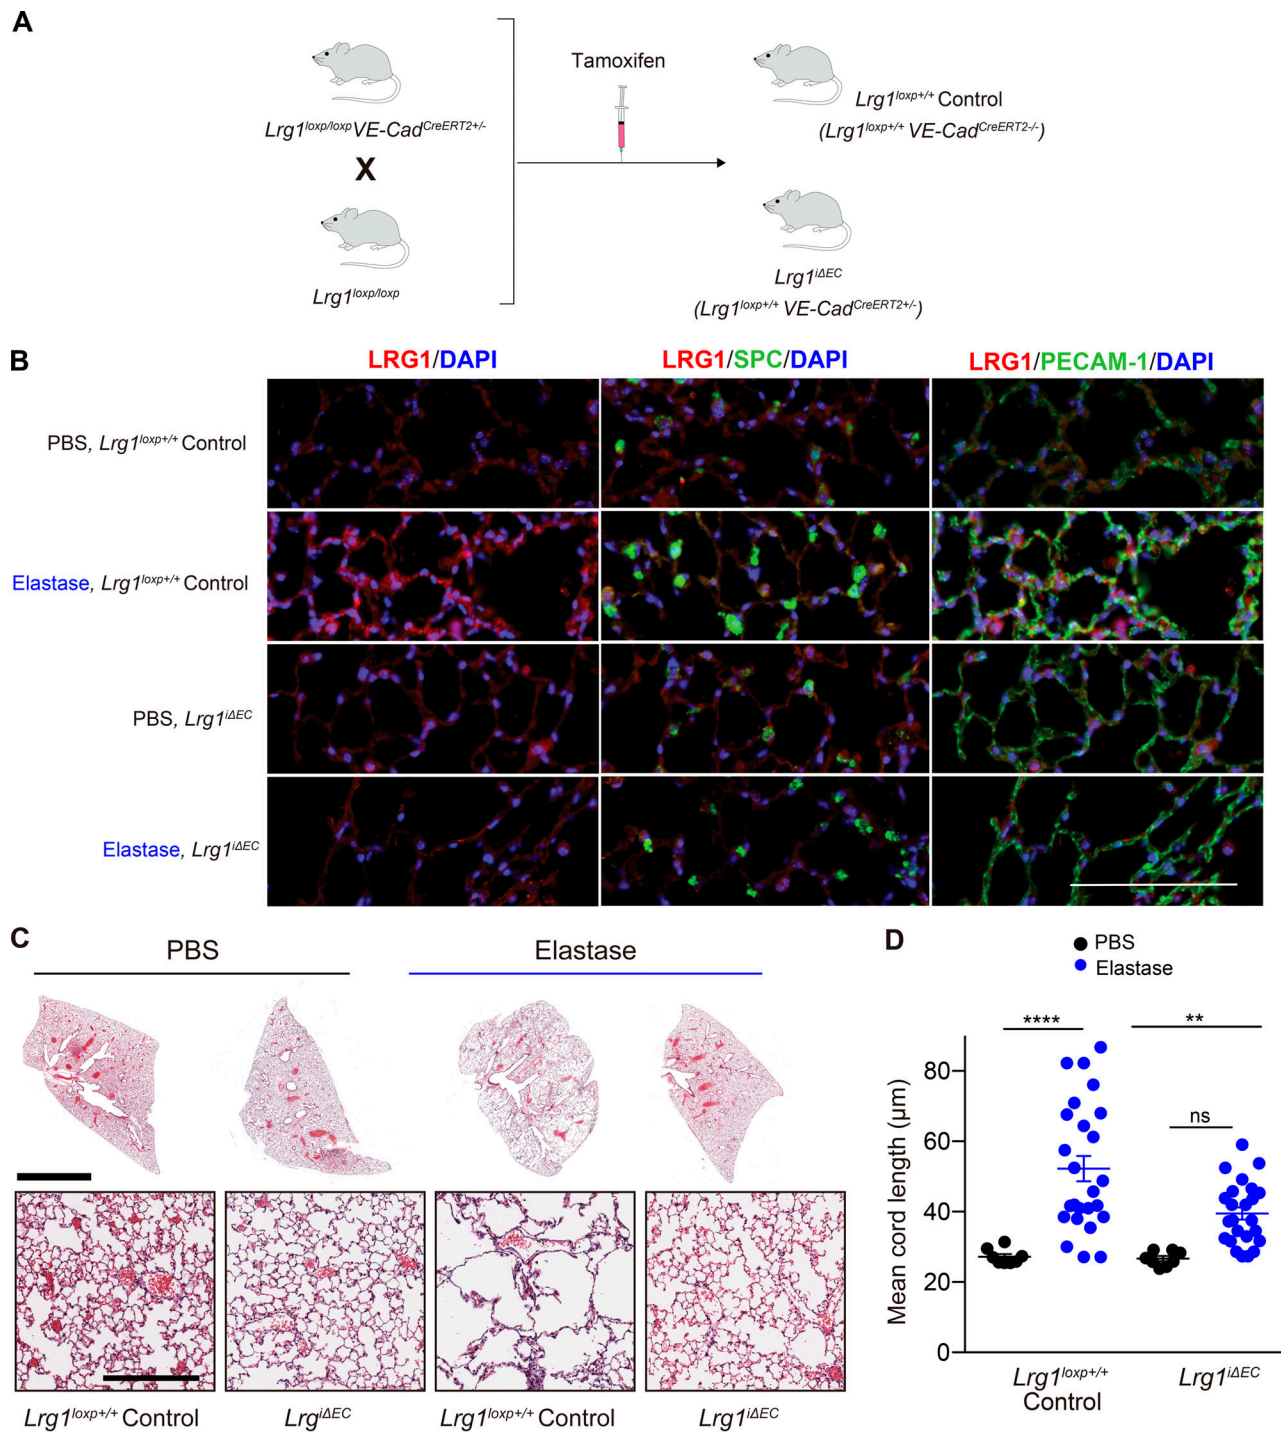 A
Tamoxifen
Lrg1loxp/loxp VE-CadCreERT2+/-
X
Lrg1loxp/loxp
Lrg1loxp+/+ Control
(Lrg1loxp+/+ VE-CadCreERT2-/-)
Lrg1iΔEC
(Lrg1loxp+/+ VE-CadCreERT2+/-)
B
LRG1/DAPI
LRG1/SPC/DAPI
LRG1/PECAM-1/DAPI
PBS, Lrg1loxp+/+ Control
Elastase, Lrg1loxp+/+ Control
PBS, Lrg1iΔEC
Elastase, Lrg1iΔEC
C
PBS
Elastase
Lrg1loxp+/+ Control
LrgiΔEC
Lrg1loxp+/+ Control
Lrg1iΔEC
D
PBS
Elastase
****
**
ns
Mean cord length (μm)
80
60
40
20
0
Lrg1loxp+/+
Control
Lrg1iΔEC